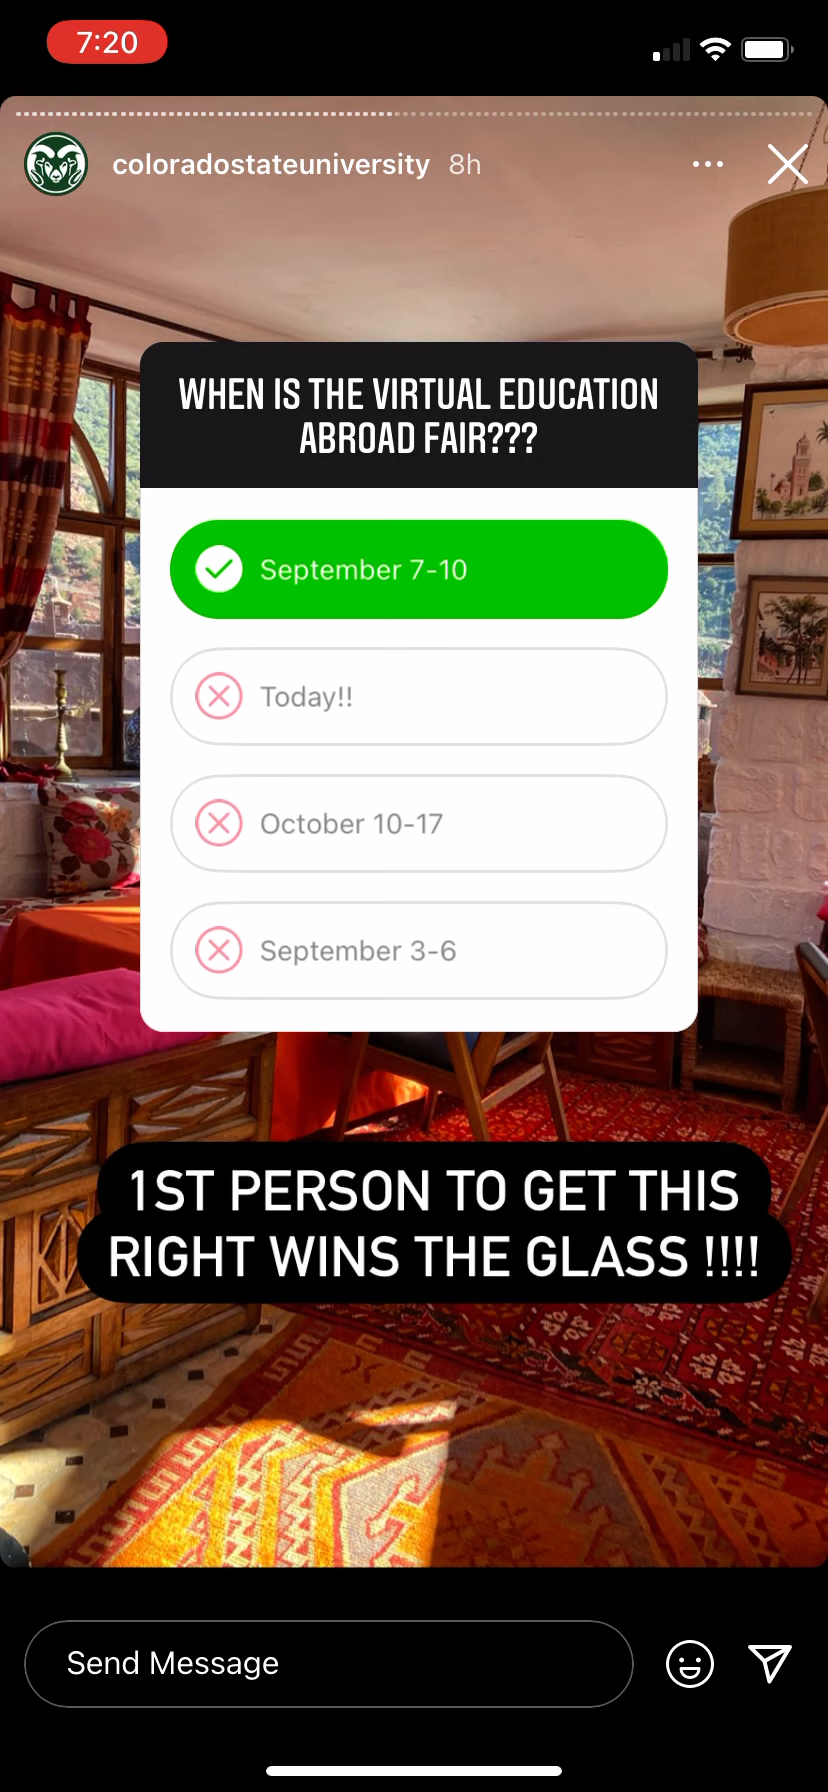 7:20
coloradostateuniversity 8h
WHEN IS THE VIRTUAL EDUCATION
ABROAD FAIR???
September 7-10
Today!!
October 10-17
September 3-6
1ST PERSON TO GET THIS
RIGHT WINS THE GLASS !!!!
Send Message